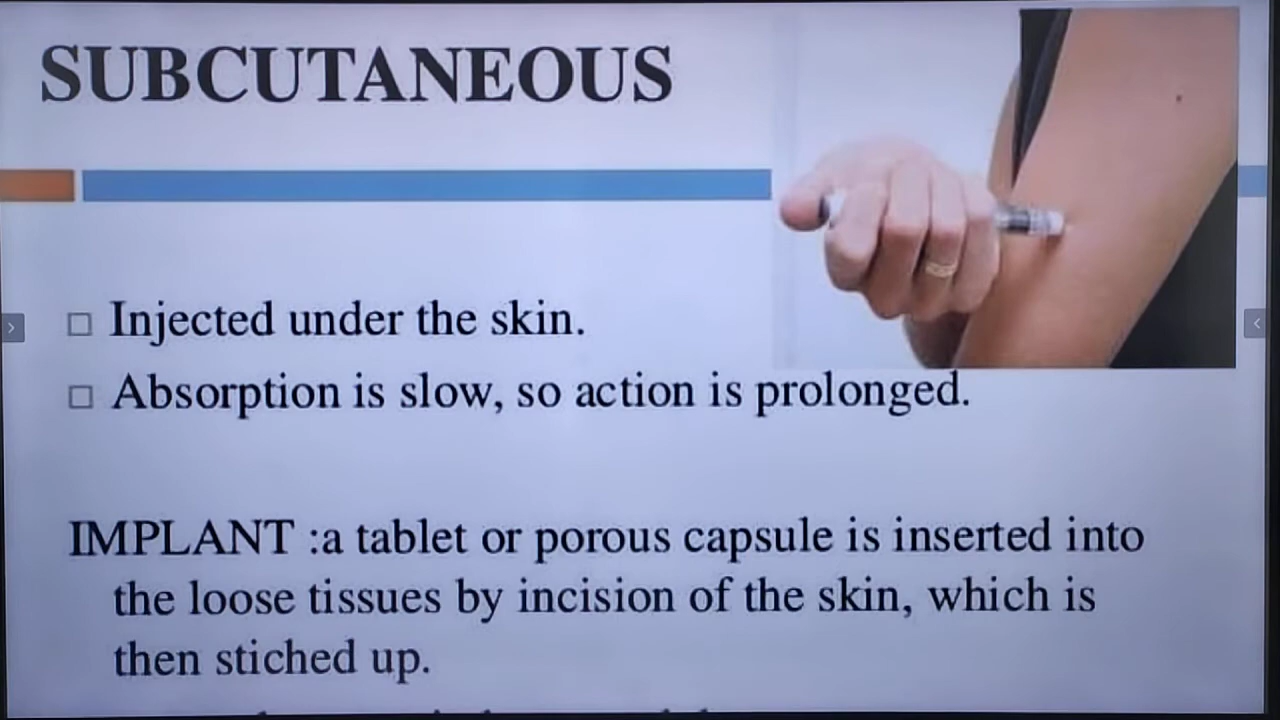 SUBCUTANEOUS
Injected under the skin.
Absorption is slow, so action is prolonged.
IMPLANT :a tablet or porous capsule is inserted into
the loose tissues by incision of the skin, which is
then stiched up.